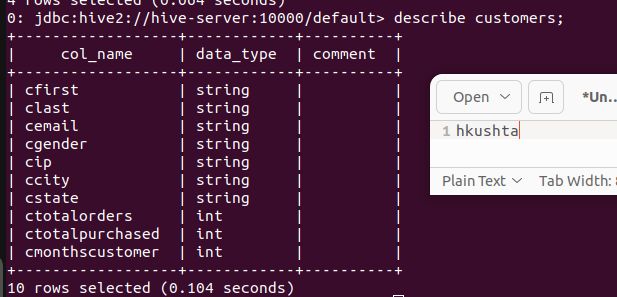 4 rows selected (0.064 seconds)
0: jdbc:hive2://hive-server:10000/default> describe customers;
+------------------+------------+----------+
|     col_name     | data_type  | comment  |
+------------------+------------+----------+
| cfirst           | string     |          |
| clast            | string     |          |
| cemail           | string     |          |
| cgender          | string     |          |
| cip              | string     |          |
| ccity            | string     |          |
| cstate           | string     |          |
| ctotalorders     | int        |          |
| ctotalpurchased  | int        |          |
| cmonthscustomer  | int        |          |
+------------------+------------+----------+
10 rows selected (0.104 seconds)
Open
*Un...
1 hkushta
Plain Text
Tab Width: